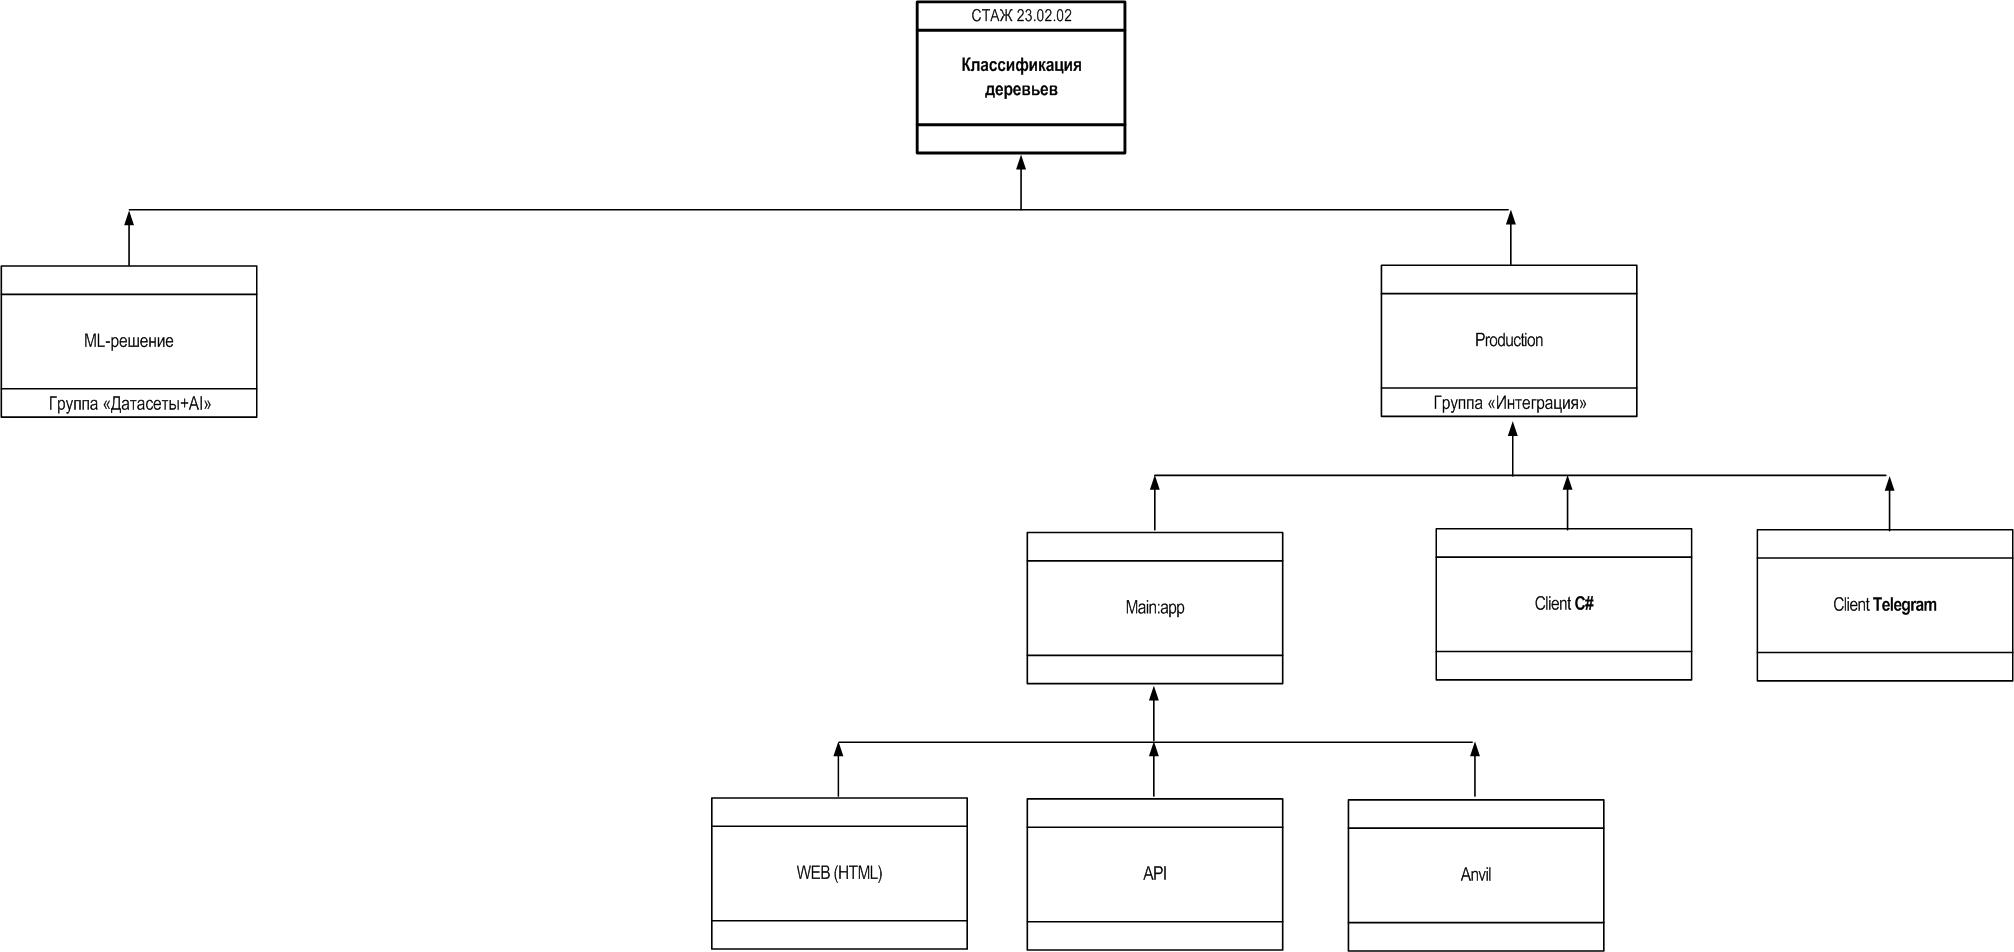 СТАЖ 23.02.02
Классификация
деревьев
ML-решение
Группа «Датасеты+AI»
Production
Группа «Интеграция»
Main:app
Client C#
Client Telegram
WEB (HTML)
API
Anvil